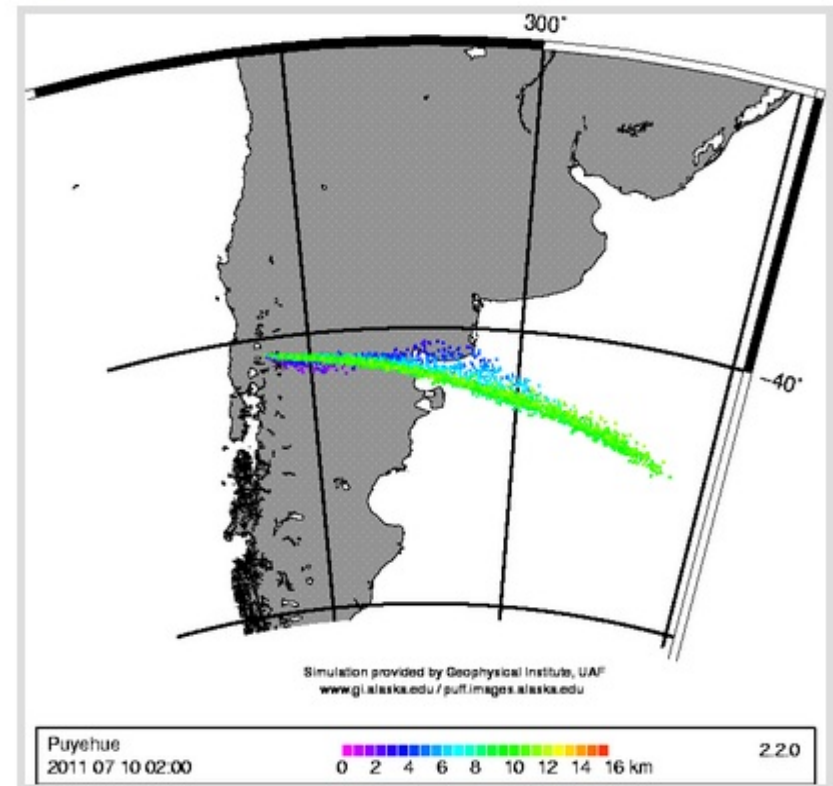 300°
-40°
Simulation provided by Geophysical Institute, UAF
www.gi.alaska.edu / puff.images.alaska.edu
Puyehue
2011 07 10 02:00
0 2 4 6 8 10 12 14 16 km
2.2.0